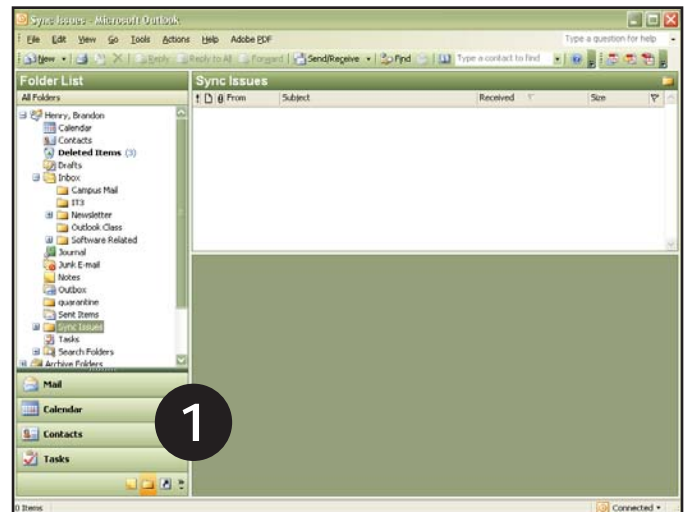 Sync Issues - Microsoft Outlook
File Edit View Go Tools Actions Help Adobe PDF Type a question for help
New Reply Reply to All Forward Send/Receive Find Type a contact to find
Folder List
Sync Issues
All Folders
From Subject Received Size
Henry, Brandon
Calendar
Contacts
Deleted Items (3)
Drafts
Inbox
Campus Mail
IT3
Newsletter
Outlook Class
Software Related
Journal
Junk E-mail
Notes
Outbox
quarantine
Sent Items
Sync Issues
Tasks
Search Folders
Archive Folders
Mail
Calendar
1
Contacts
Tasks
0 Items
Connected